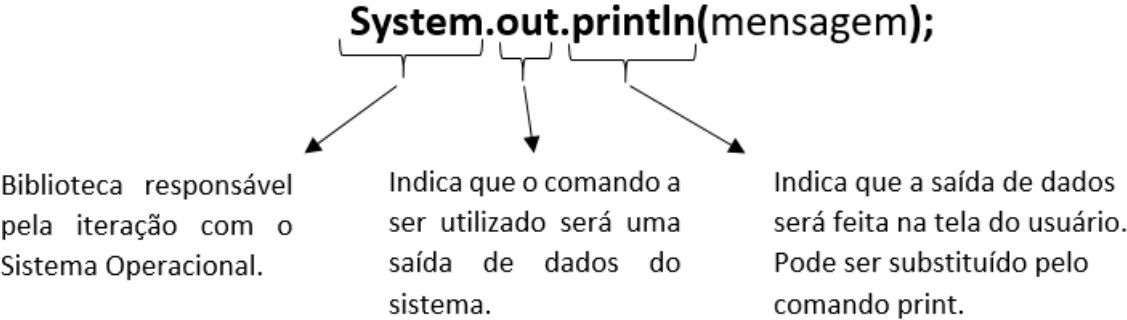 System.out.println(mensagem);
Biblioteca responsável
pela iteração com o
Sistema Operacional.
Indica que o comando a
ser utilizado será uma
saída de dados do
sistema.
Indica que a saída de dados
será feita na tela do usuário.
Pode ser substituído pelo
comando print.